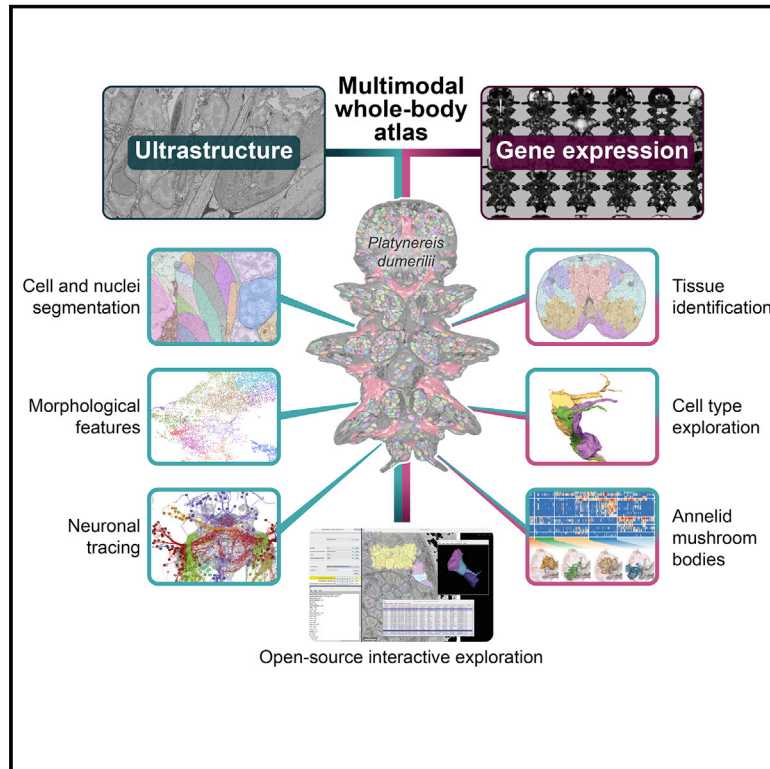 Multimodal
whole-body
atlas
Ultrastructure
Gene expression
Platynereis
dumerilii
Cell and nuclei
segmentation
Tissue
identification
Morphological
features
Cell type
exploration
Neuronal
tracing
Annelid
mushroom
bodies
Open-source interactive exploration